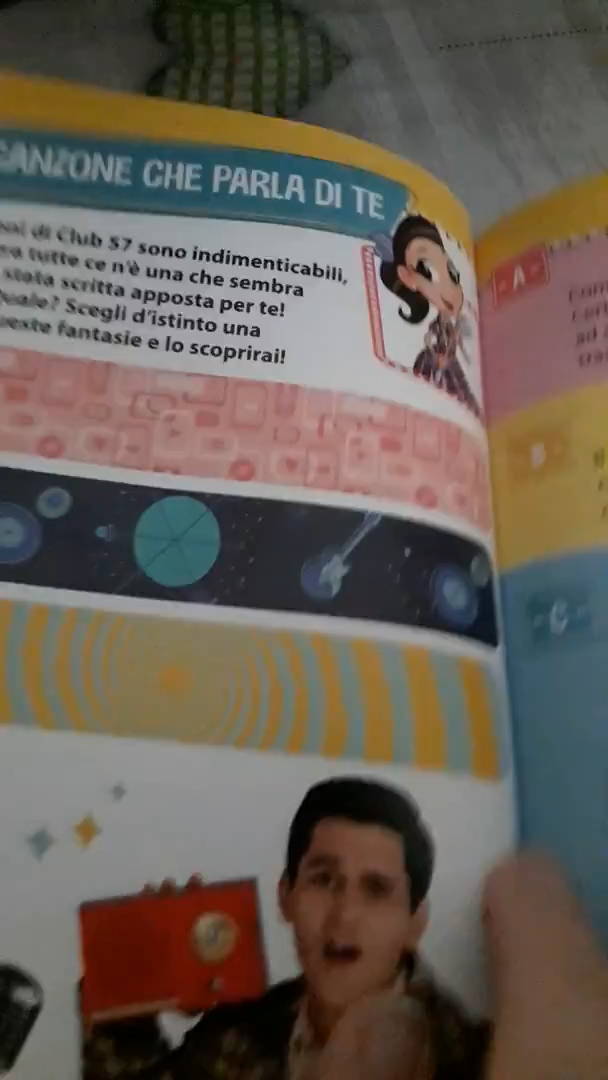 CANZONE CHE PARLA DI TE
di Club 57 sono indimenticabili,
tutte ce n'è una che sembra
stata scritta apposta per te!
Quale? Scegli d'istinto una
fantasie e lo scoprirai!
A
B
C